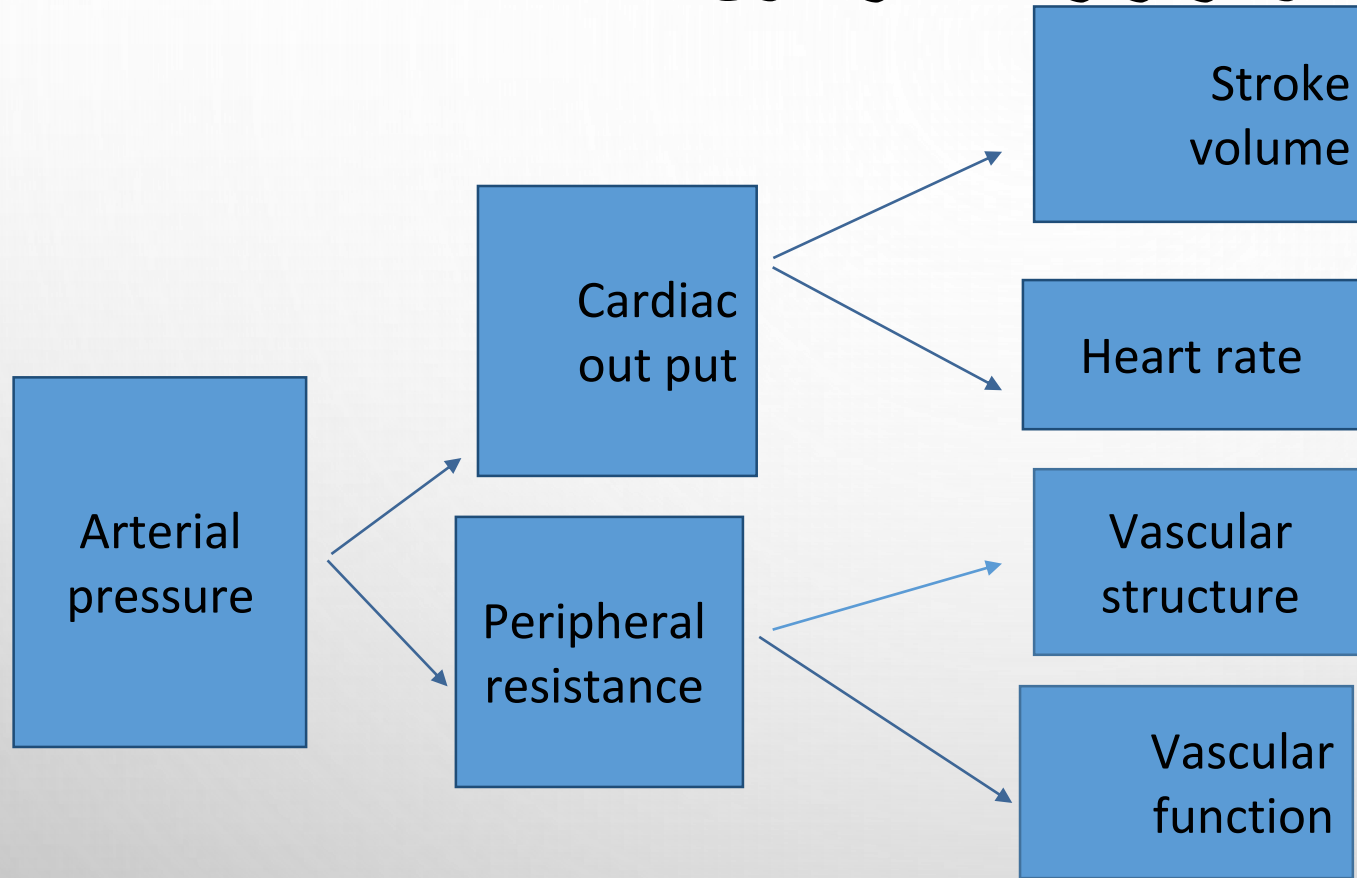 Arterial
pressure
Cardiac
out put
Peripheral
resistance
Stroke
volume
Heart rate
Vascular
structure
Vascular
function